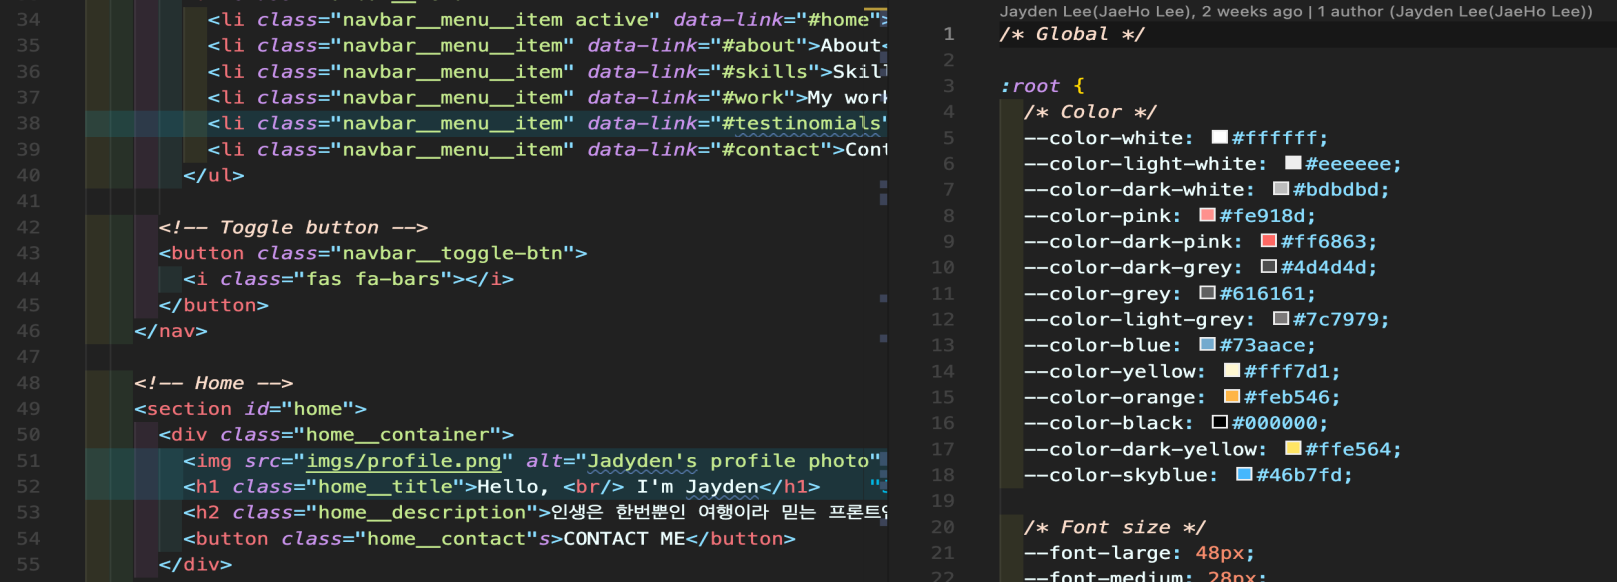 34 <li class="navbar__menu__item active" data-link="#home">
35 <li class="navbar__menu__item" data-link="#about">About<
36 <li class="navbar__menu__item" data-link="#skills">Skil
37 <li class="navbar__menu__item" data-link="#work">My work
38 <li class="navbar__menu__item" data-link="#testinomials"
39 <li class="navbar__menu__item" data-link="#contact">Cont
40 </ul>
41
42 <!-- Toggle button -->
43 <button class="navbar__toggle-btn">
44 <i class="fas fa-bars"></i>
45 </button>
46 </nav>
47
48 <!-- Home -->
49 <section id="home">
50 <div class="home__container">
51 <img src="imgs/profile.png" alt="Jadyden's profile photo"
52 <h1 class="home__title">Hello, <br/> I'm Jayden</h1>
53 <h2 class="home__description">인생은 한번뿐인 여행이라 믿는 프론트
54 <button class="home__contact"s>CONTACT ME</button>
55 </div>
Jayden Lee(JaeHo Lee), 2 weeks ago | 1 author (Jayden Lee(JaeHo Lee))
1 /* Global */
2
3 :root {
4 /* Color */
5 --color-white: #ffffff;
6 --color-light-white: #eeeeee;
7 --color-dark-white: #bdbdbd;
8 --color-pink: #fe918d;
9 --color-dark-pink: #ff6863;
10 --color-dark-grey: #4d4d4d;
11 --color-grey: #616161;
12 --color-light-grey: #7c7979;
13 --color-blue: #73aace;
14 --color-yellow: #fff7d1;
15 --color-orange: #feb546;
16 --color-black: #000000;
17 --color-dark-yellow: #ffe564;
18 --color-skyblue: #46b7fd;
19
20 /* Font size */
21 --font-large: 48px;
22 --font-medium: 28px;